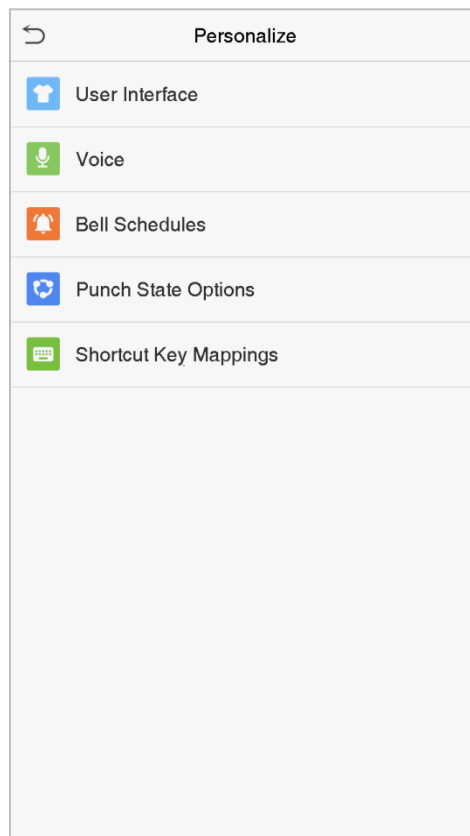 Personalize
User Interface
Voice
Bell Schedules
Punch State Options
Shortcut Key Mappings